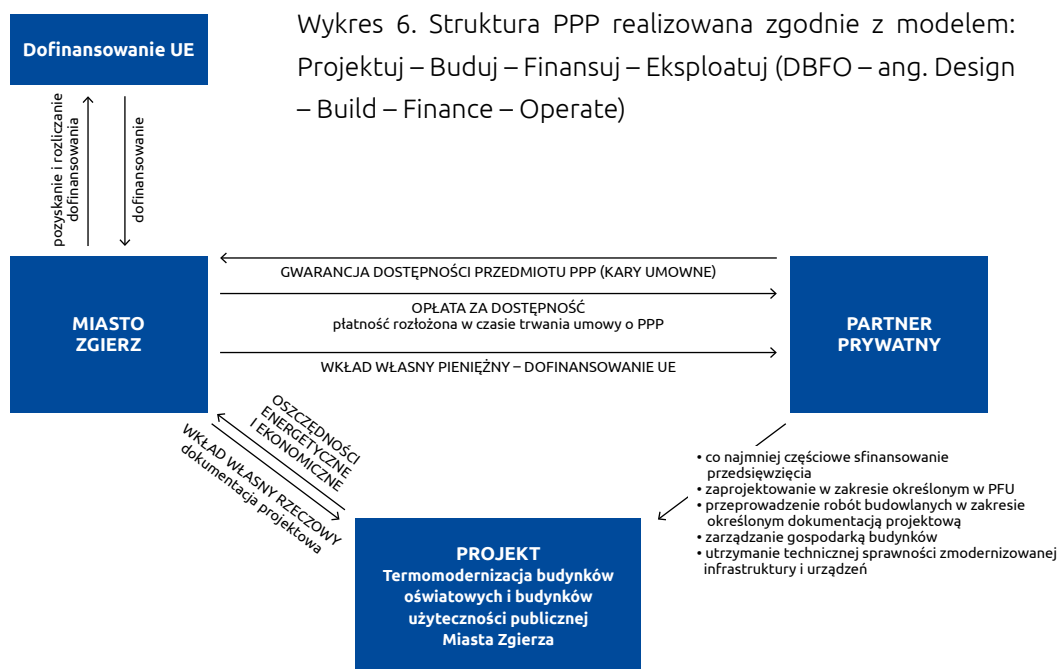 Wykres 6. Struktura PPP realizowana zgodnie z modelem:
Projektuj – Buduj – Finansuj – Eksploatuj (DBFO – ang. Design
– Build – Finance – Operate)
Dofinansowanie UE
pozyskanie i rozliczanie
dofinansowania
dofinansowanie
MIASTO
ZGIERZ
GWARANCJA DOSTĘPNOŚCI PRZEDMIOTU PPP (KARY UMOWNE)
OPŁATA ZA DOSTĘPNOŚĆ
płatność rozłożona w czasie trwania umowy o PPP
WKŁAD WŁASNY PIENIĘŻNY – DOFINANSOWANIE UE
PARTNER
PRYWATNY
OSZCZĘDNOŚCI
ENERGETYCZNE
I EKONOMICZNE
WKŁAD WŁASNY RZECZOWY
dokumentacja projektowa
• co najmniej częściowe sfinansowanie
przedsięwzięcia
• zaprojektowanie w zakresie określonym w PFU
• przeprowadzenie robót budowlanych w zakresie
określonym dokumentacją projektową
• zarządzanie gospodarką budynków
• utrzymanie technicznej sprawności zmodernizowanej
infrastruktury i urządzeń
PROJEKT
Termomodernizacja budynków
oświatowych i budynków
użyteczności publicznej
Miasta Zgierza